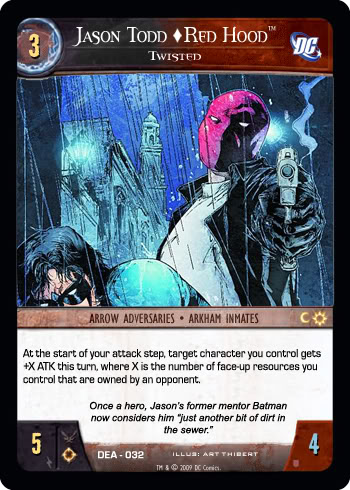 3
Jason Todd ♦ Red Hood™
Twisted
DC
ARROW ADVERSARIES • ARKHAM INMATES
C
At the start of your attack step, target character you control gets
+X ATK this turn, where X is the number of face-up resources you
control that are owned by an opponent.
Once a hero, Jason's former mentor Batman
now considers him "just another bit of dirt in
the sewer."
5
DEA - 032
ILLUS: ART THIBERT
4
TM & © 2009 DC Comics.